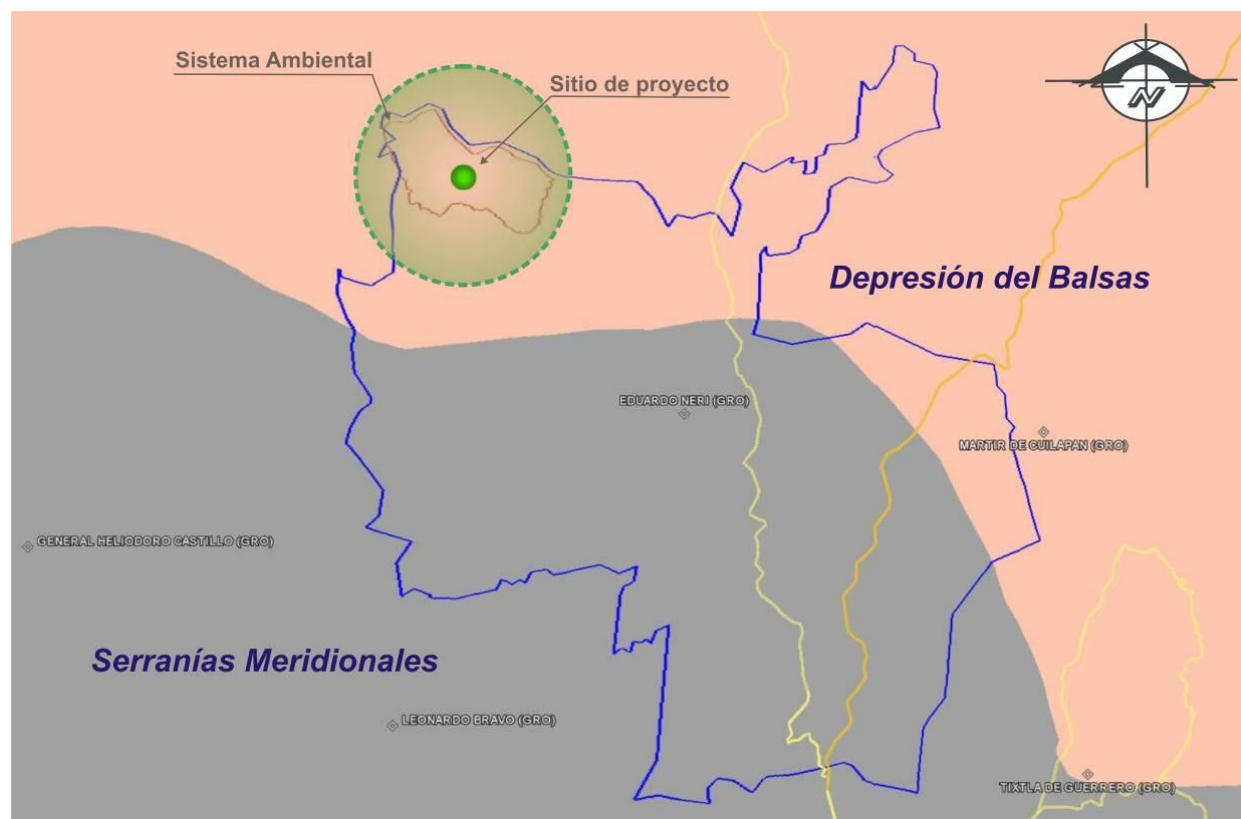 Sistema Ambiental
Sitio de proyecto
N
Depresión del Balsas
EDUARDO NERI (GRO)
MARTIR DE CUILAPAN (GRO)
GENERAL HELIODORO CASTILLO (GRO)
Serranías Meridionales
LEONARDO BRAVO (GRO)
TIXTLA DE GUERRERO (GRO)